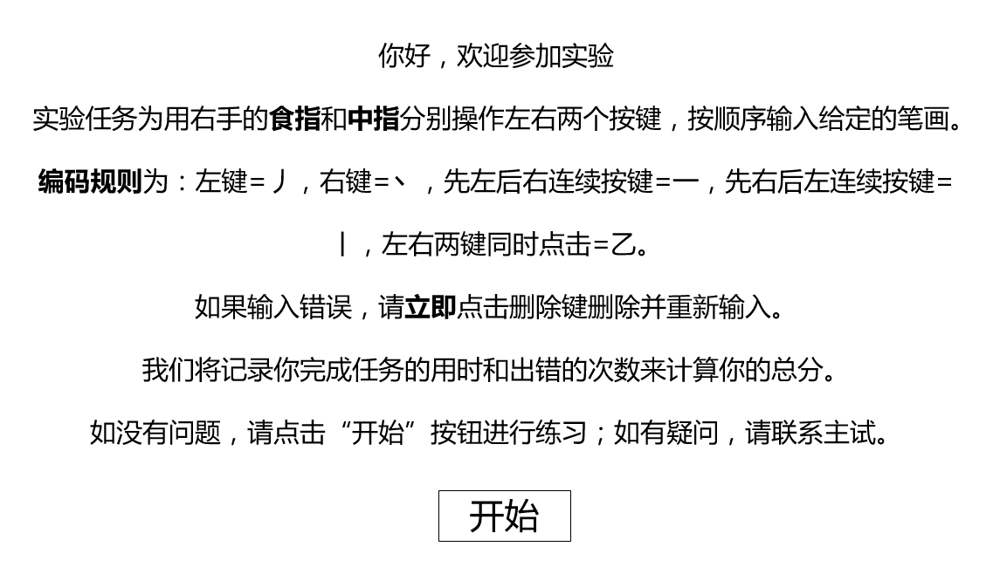 你好，欢迎参加实验
实验任务为用右手的食指和中指分别操作左右两个按键，按顺序输入给定的笔画。
编码规则为：左键=丿，右键=丶，先左后右连续按键=一，先右后左连续按键=
丨，左右两键同时点击=乙。
如果输入错误，请立即点击删除键删除并重新输入。
我们将记录你完成任务的用时和出错的次数来计算你的总分。
如没有问题，请点击“开始”按钮进行练习；如有疑问，请联系主试。
开始